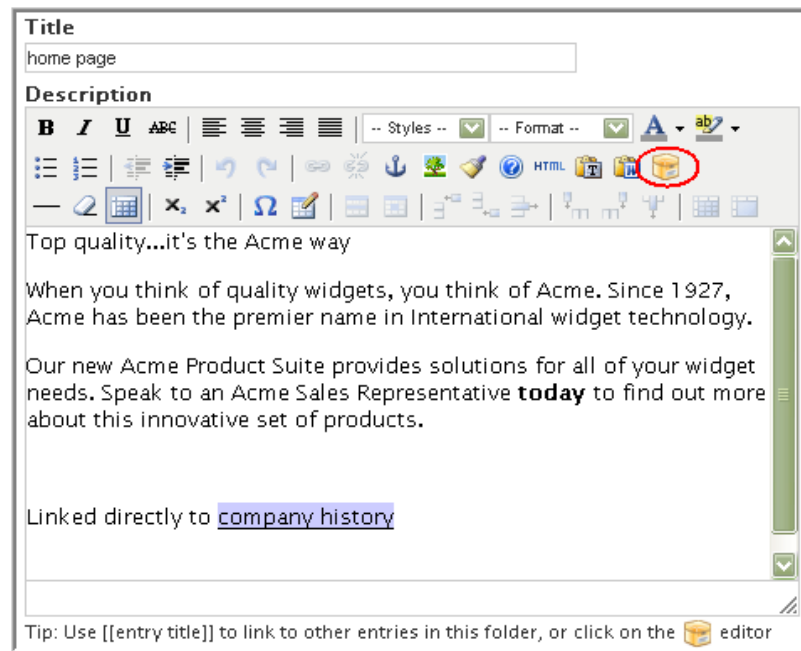 Title
home page
Description
B I U ABC -- Styles -- -- Format -- A ab
HTML T W
x₂ x² Ω
Top quality...it's the Acme way
When you think of quality widgets, you think of Acme. Since 1927,
Acme has been the premier name in International widget technology.
Our new Acme Product Suite provides solutions for all of your widget
needs. Speak to an Acme Sales Representative today to find out more
about this innovative set of products.
Linked directly to company history
Tip: Use [[entry title]] to link to other entries in this folder, or click on the editor